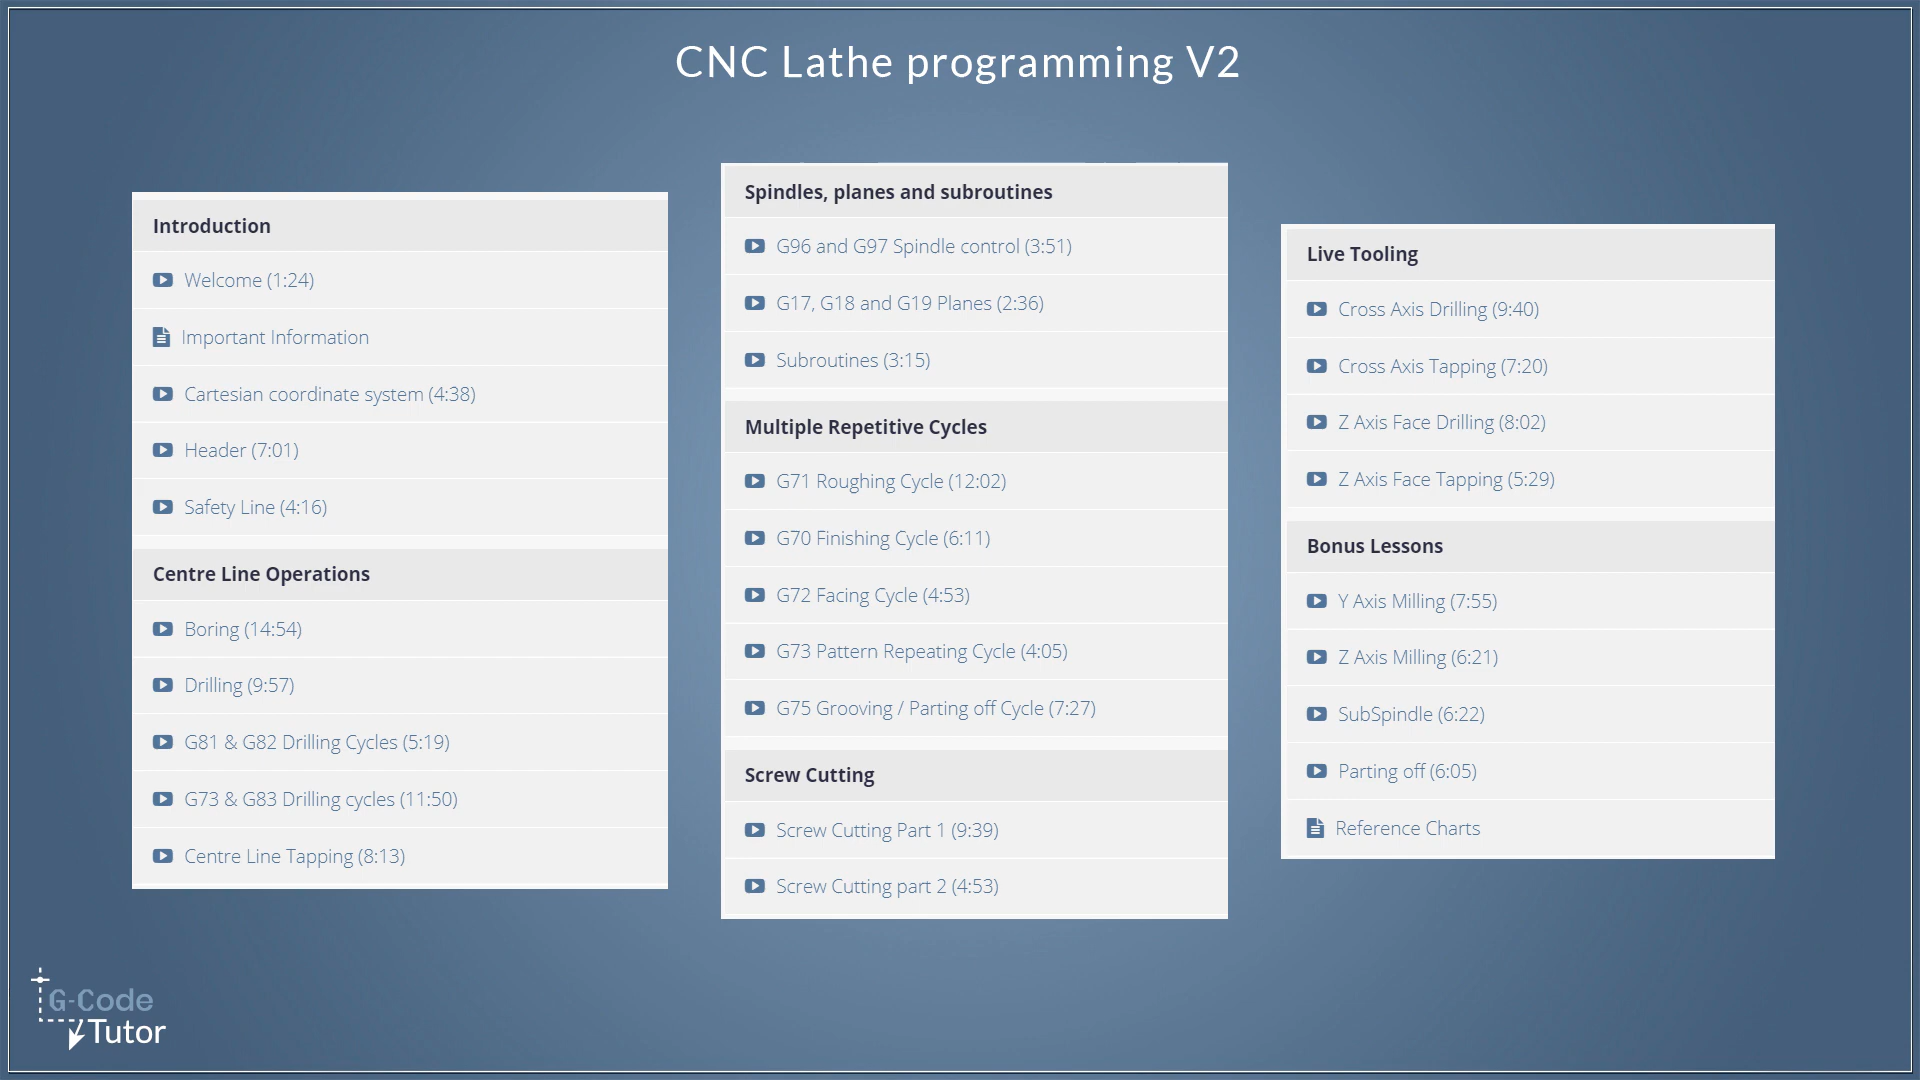 CNC Lathe programming V2
Introduction
Welcome (1:24)
Important Information
Cartesian coordinate system (4:38)
Header (7:01)
Safety Line (4:16)
Centre Line Operations
Boring (14:54)
Drilling (9:57)
G81 & G82 Drilling Cycles (5:19)
G73 & G83 Drilling cycles (11:50)
Centre Line Tapping (8:13)
Spindles, planes and subroutines
G96 and G97 Spindle control (3:51)
G17, G18 and G19 Planes (2:36)
Subroutines (3:15)
Multiple Repetitive Cycles
G71 Roughing Cycle (12:02)
G70 Finishing Cycle (6:11)
G72 Facing Cycle (4:53)
G73 Pattern Repeating Cycle (4:05)
G75 Grooving / Parting off Cycle (7:27)
Screw Cutting
Screw Cutting Part 1 (9:39)
Screw Cutting part 2 (4:53)
Live Tooling
Cross Axis Drilling (9:40)
Cross Axis Tapping (7:20)
Z Axis Face Drilling (8:02)
Z Axis Face Tapping (5:29)
Bonus Lessons
Y Axis Milling (7:55)
Z Axis Milling (6:21)
SubSpindle (6:22)
Parting off (6:05)
Reference Charts
G-Code
Tutor